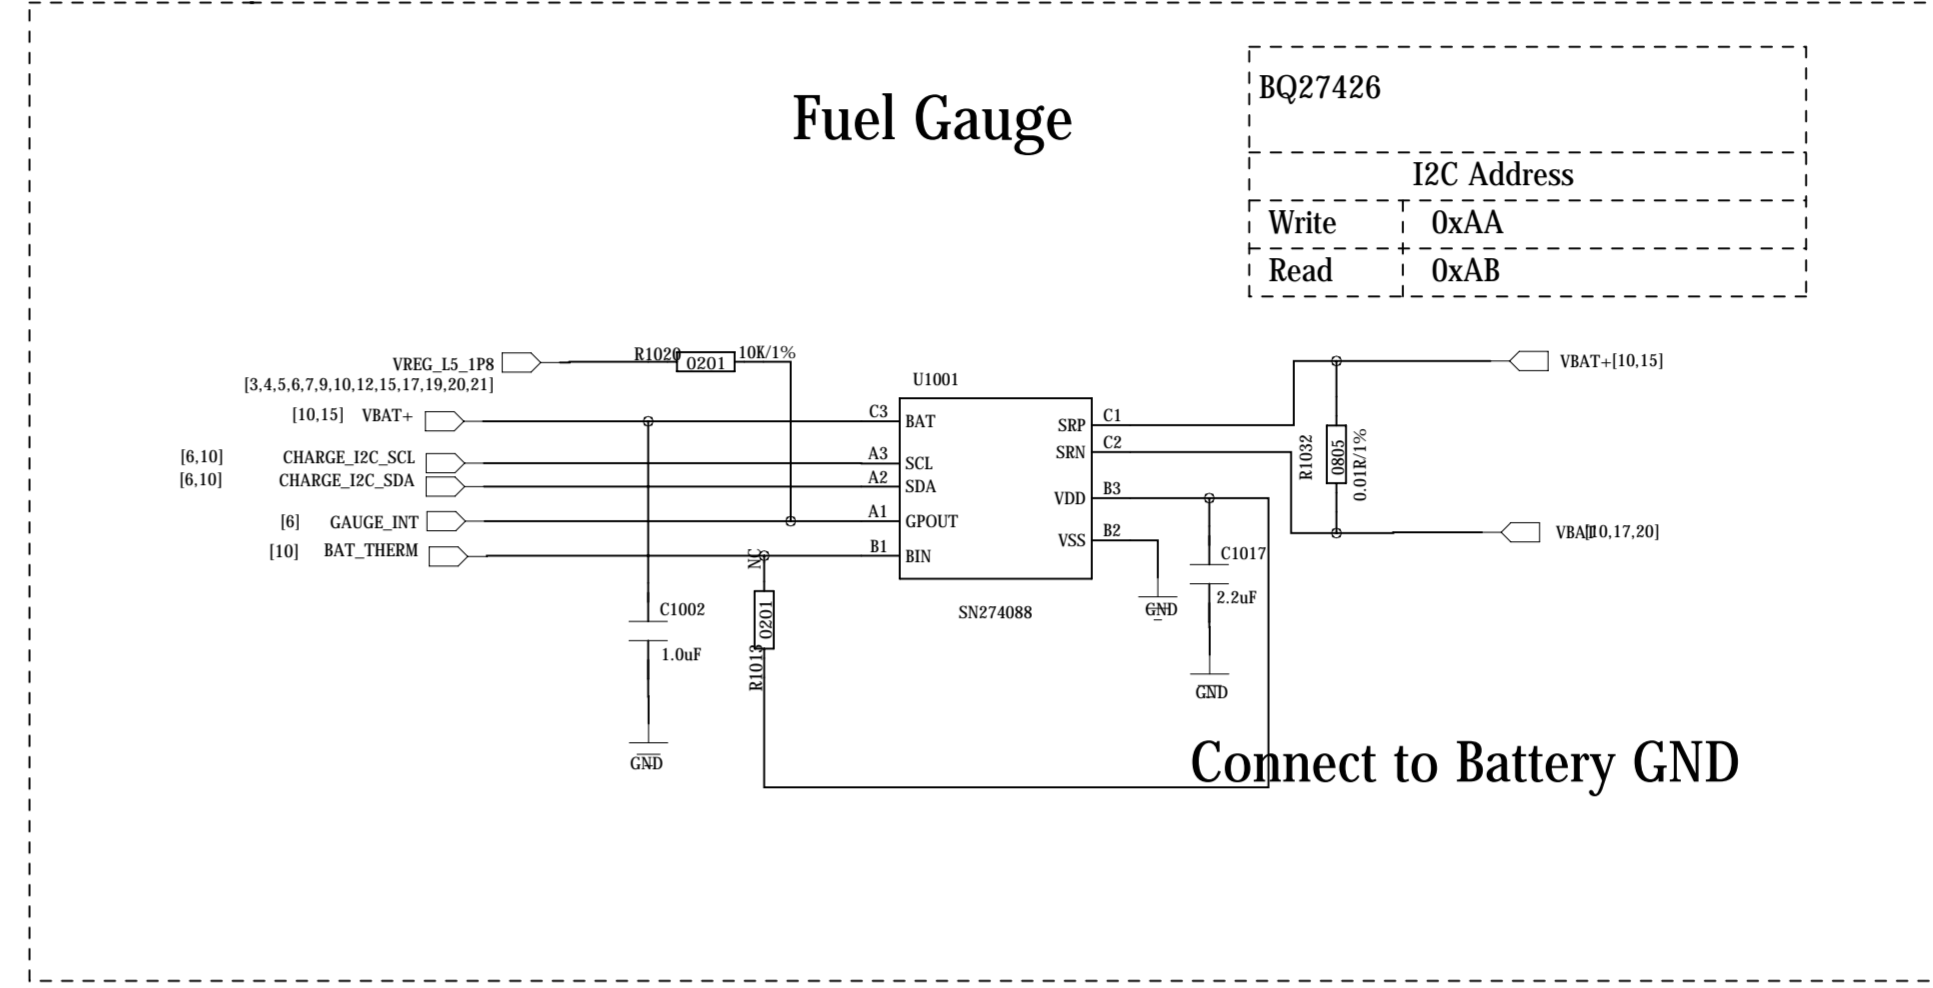 BQ27426
Fuel Gauge
I2C Address
Write 0xAA
Read 0xAB
R1020 0201 10K/1%
VREG_L5_1P8
[3,4,5,6,7,9,10,12,15,17,19,20,21]
VBAT+[10,15]
U1001
[10,15] VBAT+
C3 BAT
SRP C1
[6,10] CHARGE_I2C_SCL
A3 SCL
SRN C2
[6,10] CHARGE_I2C_SDA
A2 SDA
R1032 0805 0.01R/1%
VDD B3
[6] GAUGE_INT
A1 GPOUT
VSS B2
[10,17,20]
[10] BAT_THERM
NC
B1 BIN
C1017
2.2uF
GND
SN274088
C1002
1.0uF
0201
R1013
GND
GND
Connect to Battery GND